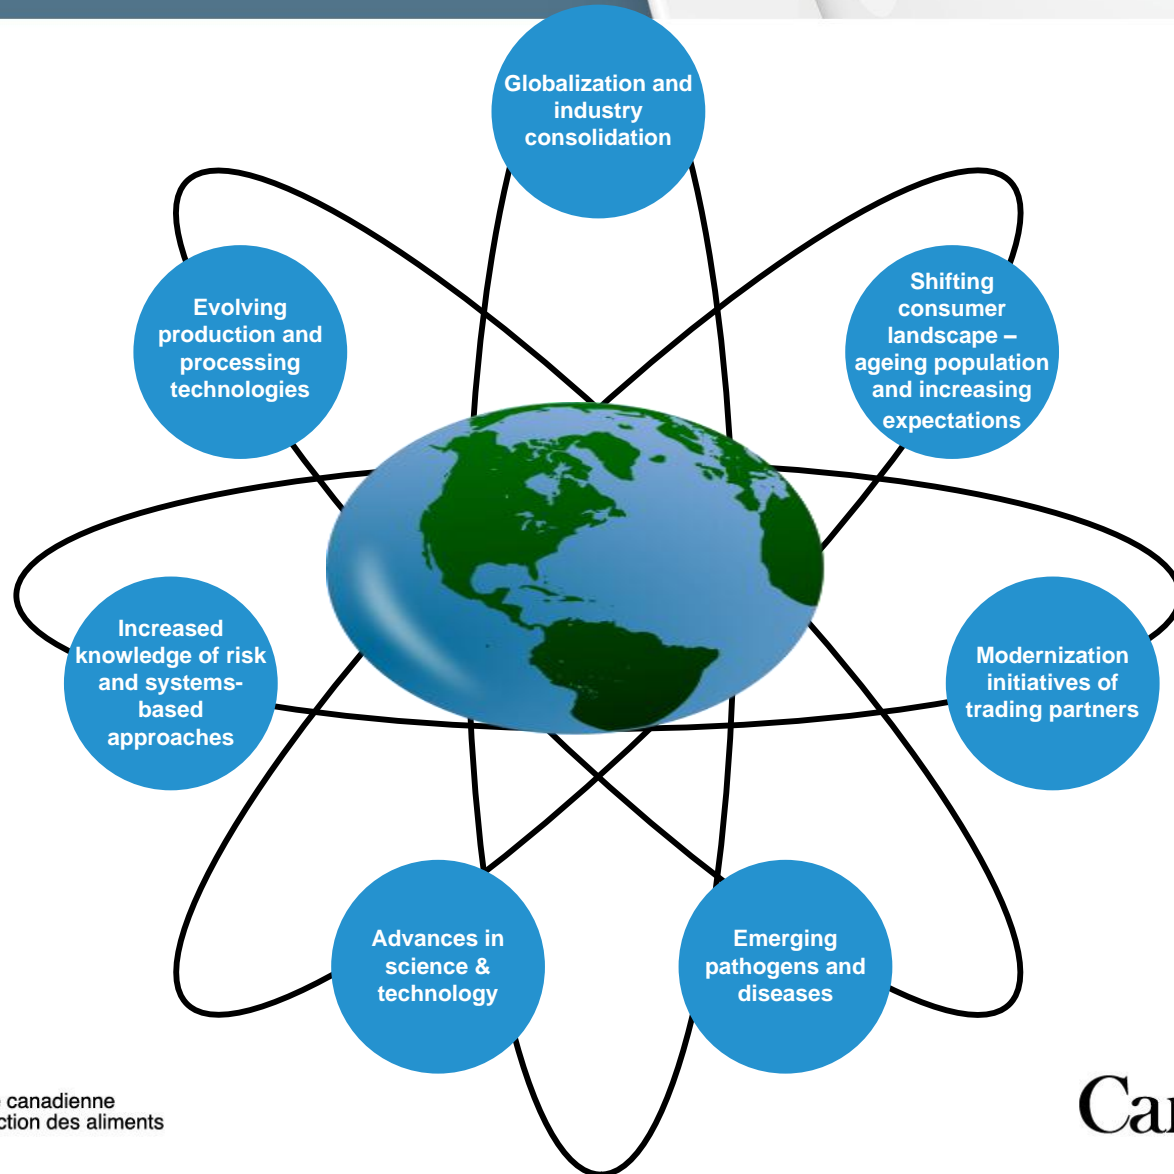 Globalization and
industry
consolidation
Evolving
production and
processing
technologies
Shifting
consumer
landscape –
ageing population
and increasing
expectations
Increased
knowledge of risk
and systems-
based
approaches
Modernization
initiatives of
trading partners
Advances in
science &
technology
Emerging
pathogens and
diseases
canadienne
des aliments